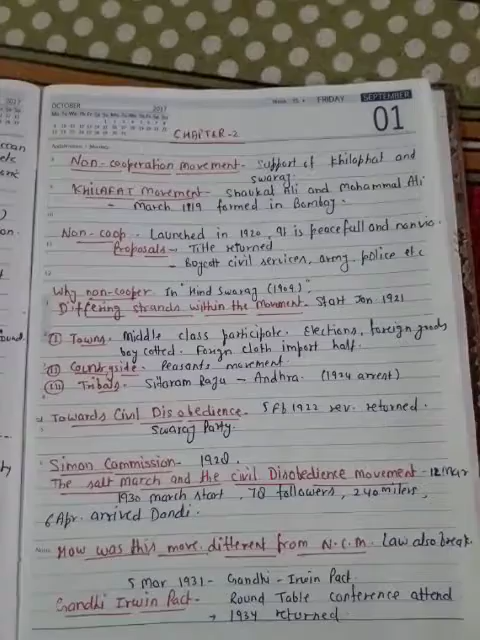 OCTOBER 2017
Week 35 FRIDAY SEPTEMBER
01
CHAPTER-2
Non-cooperation movement- support of Khilaphat and
swaraj.
KHILAFAT movement- Shaukat Ali and Mohammal Ali
- March 1919 formed in Bombay.
Non-coop- Launched in 1920, It is peacefull and nonvio.
Proposals- Title returned
- Boycott civil services, army, police etc
Why non-cooper In "Hind Swaraj (1909)"
Differing strands within the Movment- Start Jan 1921
(I) Towns- Middle class participate. Elections, foreign goods
boycotted. Foreign cloth import half.
(II) Countryside- Peasants movement.
(III) Tribals- Sitaram Raju - Andhra. (1924 arrest)
Towards Civil Disobedience- 5 Feb 1922 rev. returned.
Swaraj Party.
Simon Commission- 1928.
The salt march and the civil Disobedience movement- 12 Mar
1930 march start, 78 followers, 240 milers,
6 Apr. arrived Dandi.
How was this move. different from N.C.M. Law also break.
5 Mar 1931- Gandhi-Irwin Pact.
Gandhi Irwin Pact- Round Table conference attend
→ 1934 returned